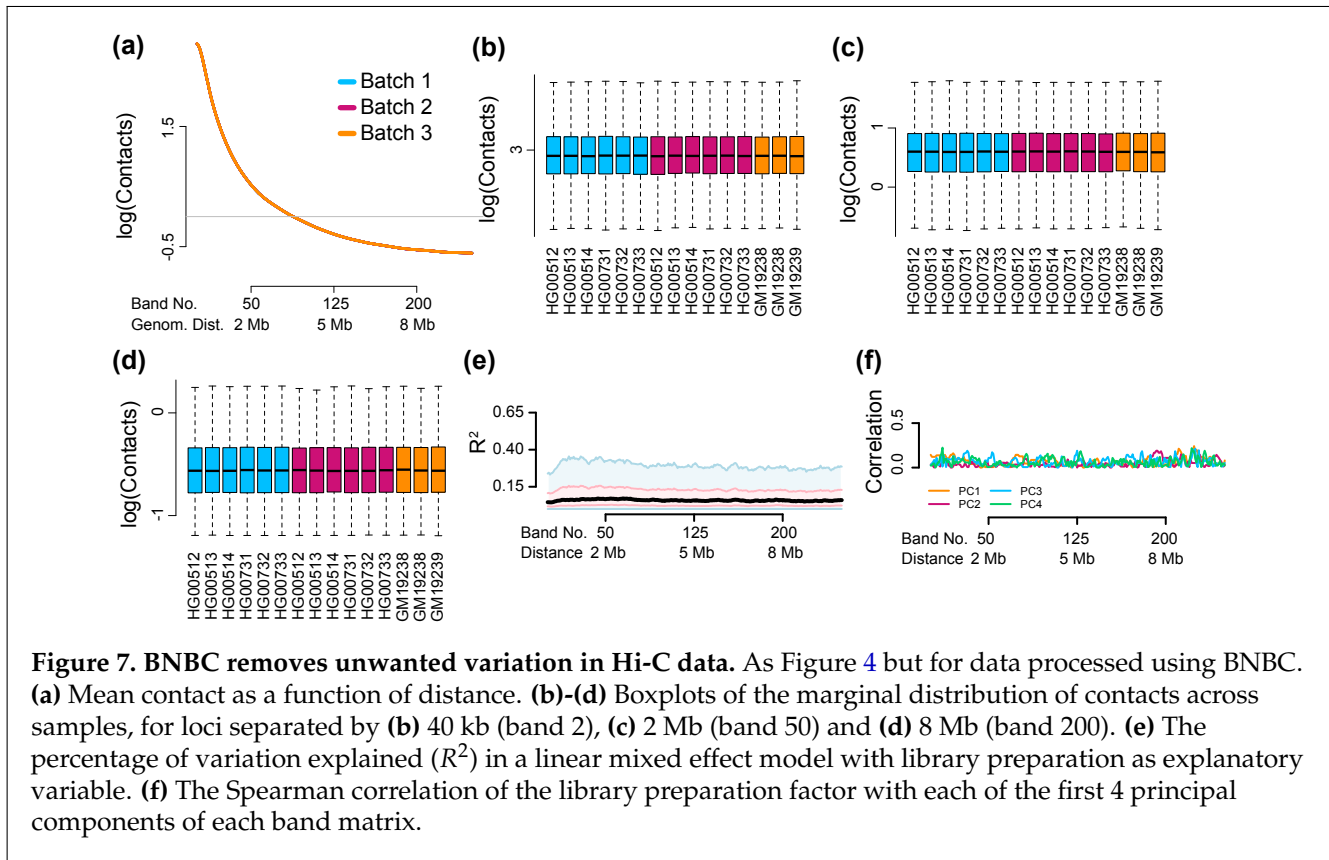 (a)
log(Contacts)
1.5
-0.5
Batch 1
Batch 2
Batch 3
Band No. 50 125 200
Genom. Dist. 2 Mb 5 Mb 8 Mb
(b)
log(Contacts)
3
HG00512
HG00513
HG00514
HG00731
HG00732
HG00733
HG00512
HG00513
HG00514
HG00731
HG00732
HG00733
GM19238
GM19238
GM19239
(c)
log(Contacts)
1
0
HG00512
HG00513
HG00514
HG00731
HG00732
HG00733
HG00512
HG00513
HG00514
HG00731
HG00732
HG00733
GM19238
GM19238
GM19239
(d)
log(Contacts)
0
-1
HG00512
HG00513
HG00514
HG00731
HG00732
HG00733
HG00512
HG00513
HG00514
HG00731
HG00732
HG00733
GM19238
GM19238
GM19239
(e)
R²
0.65
0.40
0.15
Band No. 50 125 200
Distance 2 Mb 5 Mb 8 Mb
(f)
Correlation
0.5
0.0
PC1 PC3
PC2 PC4
Band No. 50 125 200
Distance 2 Mb 5 Mb 8 Mb
Figure 7. BNBC removes unwanted variation in Hi-C data. As Figure 4 but for data processed using BNBC.
(a) Mean contact as a function of distance. (b)-(d) Boxplots of the marginal distribution of contacts across
samples, for loci separated by (b) 40 kb (band 2), (c) 2 Mb (band 50) and (d) 8 Mb (band 200). (e) The
percentage of variation explained (R²) in a linear mixed effect model with library preparation as explanatory
variable. (f) The Spearman correlation of the library preparation factor with each of the first 4 principal
components of each band matrix.